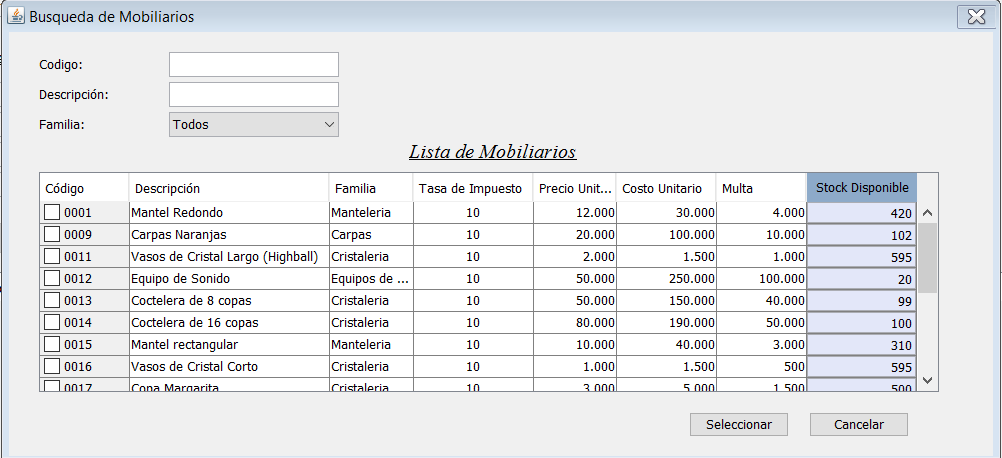 Busqueda de Mobiliarios
Codigo:
Descripción:
Familia: Todos
Lista de Mobiliarios
Código Descripción Familia Tasa de Impuesto Precio Unit... Costo Unitario Multa Stock Disponible
0001 Mantel Redondo Manteleria 10 12.000 30.000 4.000 420
0009 Carpas Naranjas Carpas 10 20.000 100.000 10.000 102
0011 Vasos de Cristal Largo (Highball) Cristaleria 10 2.000 1.500 1.000 595
0012 Equipo de Sonido Equipos de ... 10 50.000 250.000 100.000 20
0013 Coctelera de 8 copas Cristaleria 10 50.000 150.000 40.000 99
0014 Coctelera de 16 copas Cristaleria 10 80.000 190.000 50.000 100
0015 Mantel rectangular Manteleria 10 10.000 40.000 3.000 310
0016 Vasos de Cristal Corto Cristaleria 10 1.000 1.500 500 595
0017 Copa Margarita Cristaleria 10 3.000 5.000 1.500 500
Seleccionar Cancelar